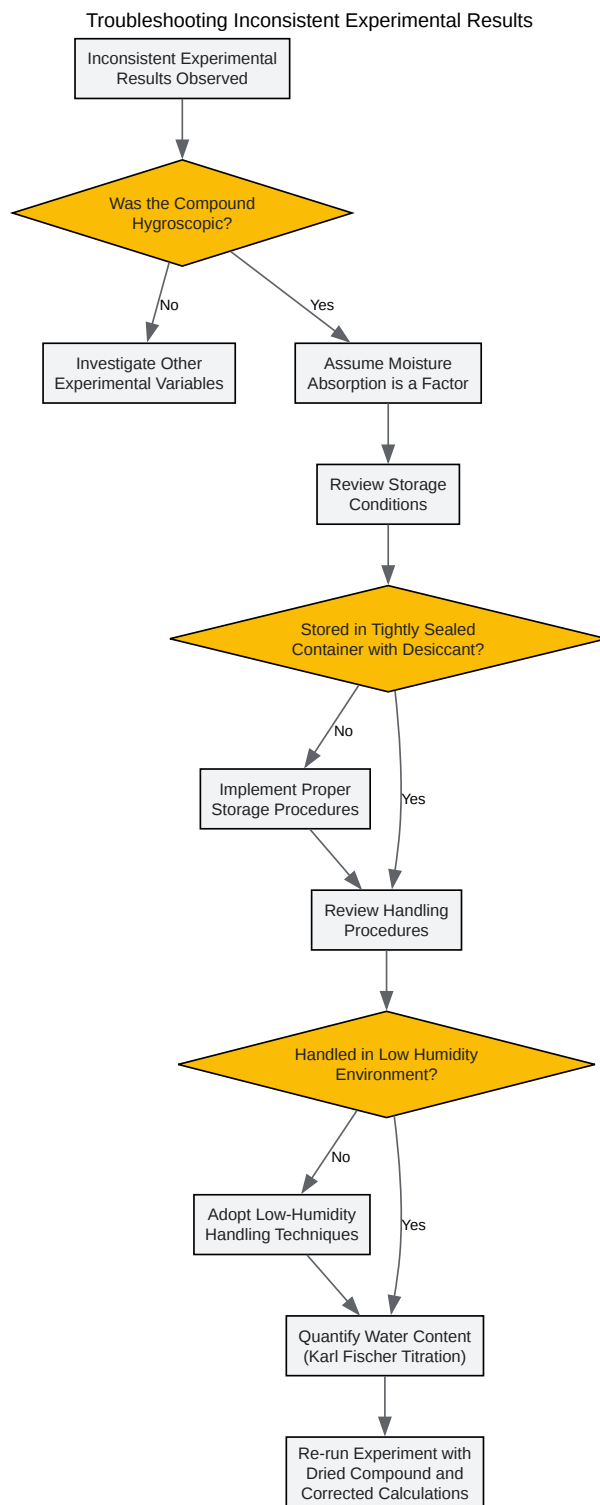 Troubleshooting Inconsistent Experimental Results
Inconsistent Experimental
Results Observed
Was the Compound
Hygroscopic?
No
Yes
Investigate Other
Experimental Variables
Assume Moisture
Absorption is a Factor
Review Storage
Conditions
Stored in Tightly Sealed
Container with Desiccant?
No
Implement Proper
Storage Procedures
Yes
Review Handling
Procedures
Handled in Low Humidity
Environment?
No
Adopt Low-Humidity
Handling Techniques
Yes
Quantify Water Content
(Karl Fischer Titration)
Re-run Experiment with
Dried Compound and
Corrected Calculations